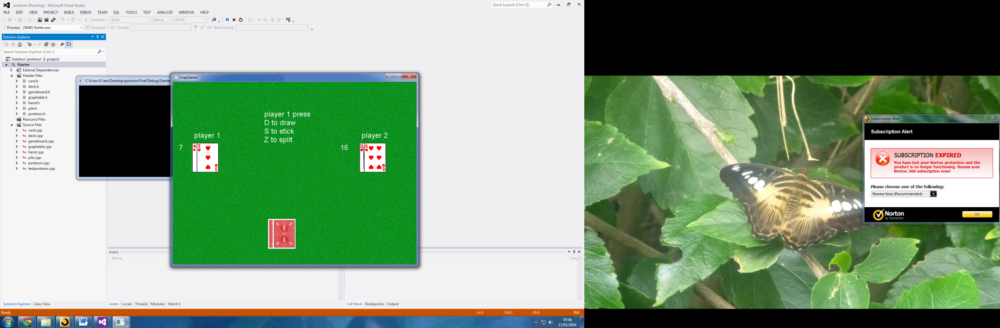 pontoon (Running) - Microsoft Visual Studio
Quick Launch (Ctrl+Q)
FILE EDIT VIEW PROJECT BUILD DEBUG TEAM SQL TOOLS TEST ANALYZE WINDOW HELP
Continue Auto Debug Win32
Process: [5608] Starter.exe Suspend Thread: Stack Frame:
Solution Explorer
Search Solution Explorer (Ctrl+;)
Solution 'pontoon' (1 project)
Starter
External Dependencies
Header Files
card.h
deck.h
gameboard.h
graphable.h
hand.h
pile.h
pontoon.h
Resource Files
Source Files
card.cpp
deck.cpp
gameboard.cpp
graphable.cpp
hand.cpp
pile.cpp
pontoon.cpp
testpontoon.cpp
C:\Users\Crew\Desktop\pontoonFinal\Debug\Starter
SnapGame!
player 1 press
D to draw
S to stick
Z to split
player 1
player 2
7
4 3
3
16
Q 6
6
Autos
Name
Lang
Solution Explorer Class View
Autos Locals Threads Modules Watch 1
Call Stack Breakpoints Output
Ready
Ln 1 Col 1 Ch 1 INS
07:56
17/02/2014
Subscription Alert
Subscription Alert
SUBSCRIPTION EXPIRED
You have lost your Norton protection and the
product is no longer functioning. Renew your
Norton 360 subscription now!
Please choose one of the following:
Renew Now (Recommended)
Norton
by Symantec
OK